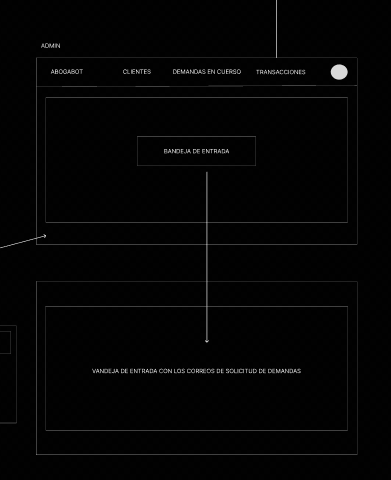 ADMIN
ABOGABOT CLIENTES DEMANDAS EN CUERSO TRANSACCIONES
BANDEJA DE ENTRADA
VANDEJA DE ENTRADA CON LOS CORREOS DE SOLICITUD DE DEMANDAS